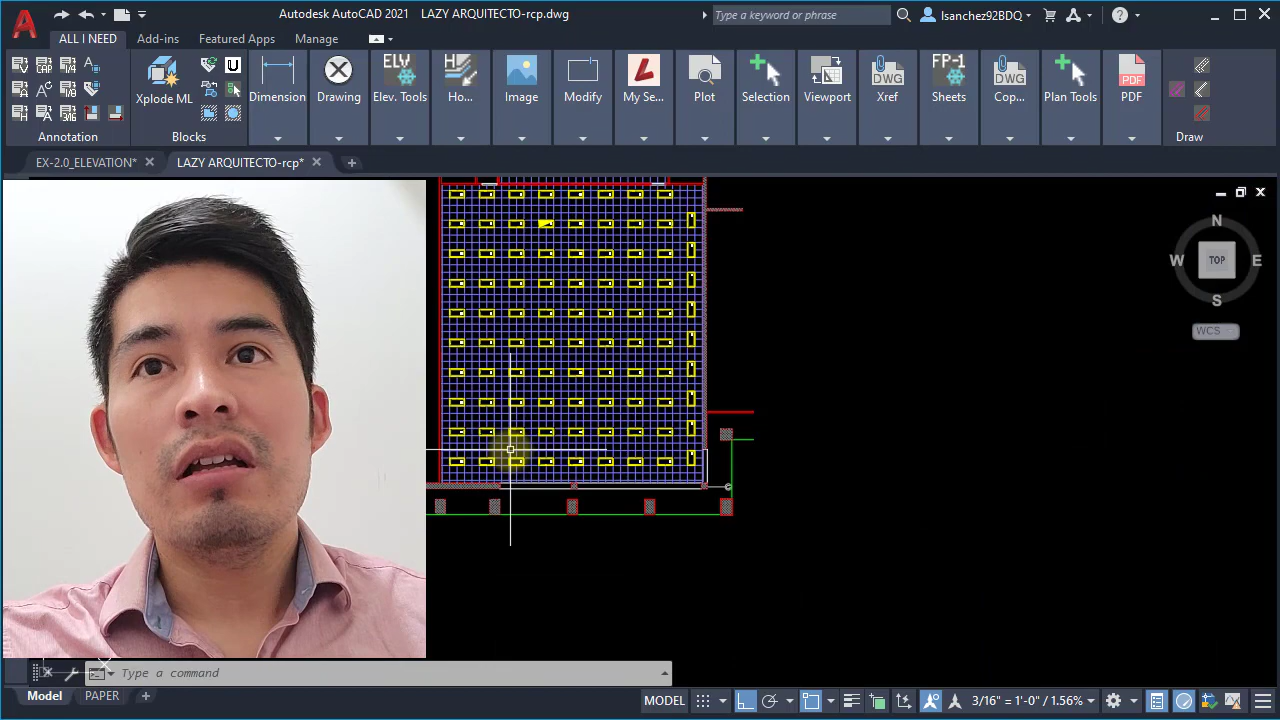 Autodesk AutoCAD 2021 LAZY ARQUITECTO-rcp.dwg
Type a keyword or phrase
lsanchez92BDQ
ALL I NEED
Add-ins
Featured Apps
Manage
Xplode ML
Dimension
Drawing
ELV
Elev. Tools
Ho...
Image
Modify
My Se...
Plot
Selection
Viewport
DWG
Xref
FP-1
Sheets
DWG
Cop...
Plan Tools
PDF
PDF
Annotation
Blocks
Draw
EX-2.0_ELEVATION*
LAZY ARQUITECTO-rcp*
N
W
TOP
E
S
WCS
Type a command
Model
PAPER
MODEL
3/16" = 1'-0" / 1.56%